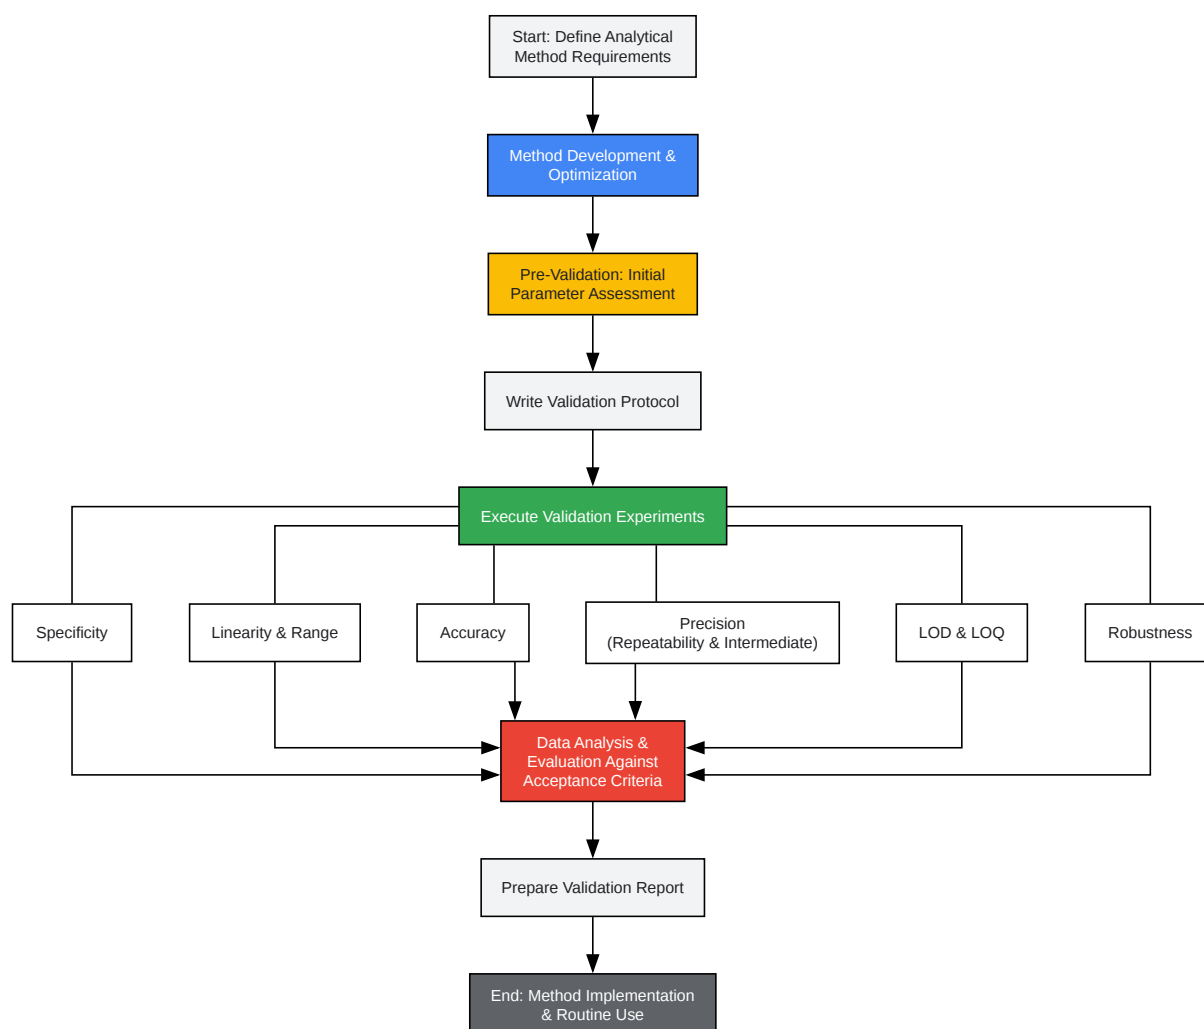 Start: Define Analytical
Method Requirements
Method Development &
Optimization
Pre-Validation: Initial
Parameter Assessment
Write Validation Protocol
Execute Validation Experiments
Specificity
Linearity & Range
Accuracy
Precision
(Repeatability & Intermediate)
LOD & LOQ
Robustness
Data Analysis &
Evaluation Against
Acceptance Criteria
Prepare Validation Report
End: Method Implementation
& Routine Use